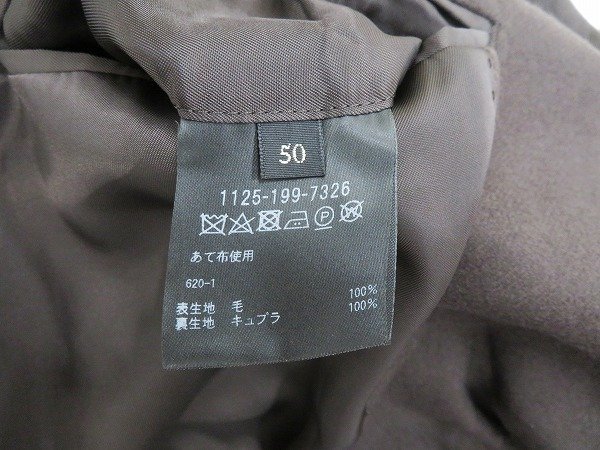 50
1125-199-7326
P W
あて布使用
620-1
表生地 毛 100%
裏生地 キュプラ 100%